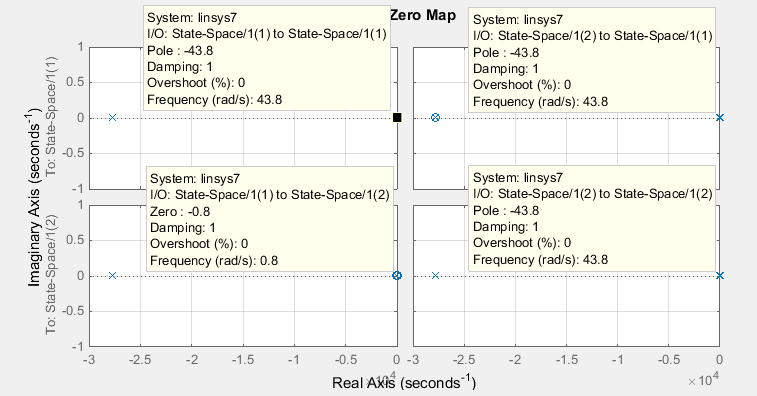 Zero Map
System: linsys7
I/O: State-Space/1(1) to State-Space/1(1)
Pole : -43.8
Damping: 1
Overshoot (%): 0
Frequency (rad/s): 43.8
System: linsys7
I/O: State-Space/1(2) to State-Space/1(1)
Pole : -43.8
Damping: 1
Overshoot (%): 0
Frequency (rad/s): 43.8
To: State-Space/1(1)
1
0.5
0
-0.5
-1
System: linsys7
I/O: State-Space/1(1) to State-Space/1(2)
Zero : -0.8
Damping: 1
Overshoot (%): 0
Frequency (rad/s): 0.8
System: linsys7
I/O: State-Space/1(2) to State-Space/1(2)
Pole : -43.8
Damping: 1
Overshoot (%): 0
Frequency (rad/s): 43.8
Imaginary Axis (seconds⁻¹)
To: State-Space/1(2)
1
0.5
0
-0.5
-1
-3 -2.5 -2 -1.5 -1 -0.5 0
-3 -2.5 -2 -1.5 -1 -0.5 0
Real Axis (seconds⁻¹)
×10⁴
×10⁴